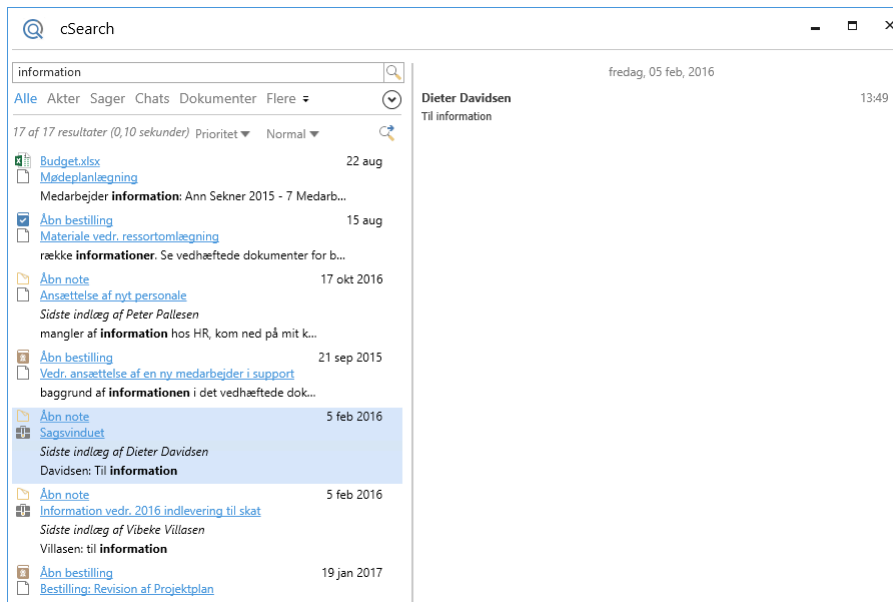 cSearch
information
Alle Akter Sager Chats Dokumenter Flere
17 af 17 resultater (0,10 sekunder) Prioritet Normal
Budget.xlsx 22 aug
Mødeplanlægning
Medarbejder information: Ann Sekner 2015 - 7 Medarb...
Åbn bestilling 15 aug
Materiale vedr. ressortomlægning
række informationer. Se vedhæftede dokumenter for b...
Åbn note 17 okt 2016
Ansættelse af nyt personale
Sidste indlæg af Peter Pallesen
mangler af information hos HR, kom ned på mit k...
Åbn bestilling 21 sep 2015
Vedr. ansættelse af en ny medarbejder i support
baggrund af informationen i det vedhæftede dok...
Åbn note 5 feb 2016
Sagsvinduet
Sidste indlæg af Dieter Davidsen
Davidsen: Til information
Åbn note 5 feb 2016
Information vedr. 2016 indlevering til skat
Sidste indlæg af Vibeke Villasen
Villasen: til information
Åbn bestilling 19 jan 2017
Bestilling: Revision af Projektplan
fredag, 05 feb, 2016
Dieter Davidsen 13:49
Til information